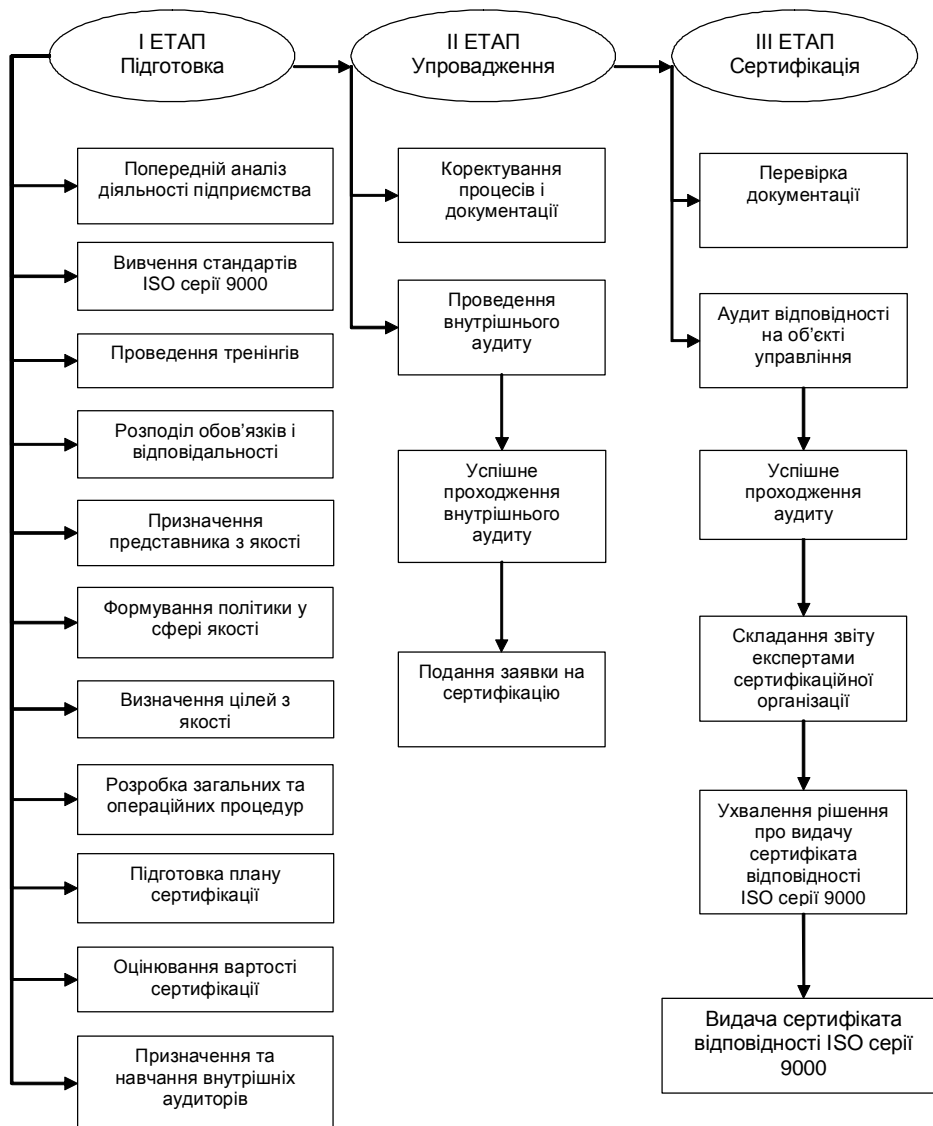 І ЕТАП
Підготовка
Попередній аналіз
діяльності підприємства
Вивчення стандартів
ISO серії 9000
Проведення тренінгів
Розподіл обов’язків і
відповідальності
Призначення
представника з якості
Формування політики у
сфері якості
Визначення цілей з
якості
Розробка загальних та
операційних процедур
Підготовка плану
сертифікації
Оцінювання вартості
сертифікації
Призначення та
навчання внутрішніх
аудиторів
ІІ ЕТАП
Упровадження
Коректування
процесів і
документації
Проведення
внутрішнього
аудиту
Успішне
проходження
внутрішнього
аудиту
Подання заявки на
сертифікацію
ІІІ ЕТАП
Сертифікація
Перевірка
документації
Аудит відповідності
на об’єкті
управління
Успішне
проходження
аудиту
Складання звіту
експертами
сертифікаційної
організації
Ухвалення рішення
про видачу
сертифіката
відповідності
ISO серії 9000
Видача сертифіката
відповідності ISO серії
9000